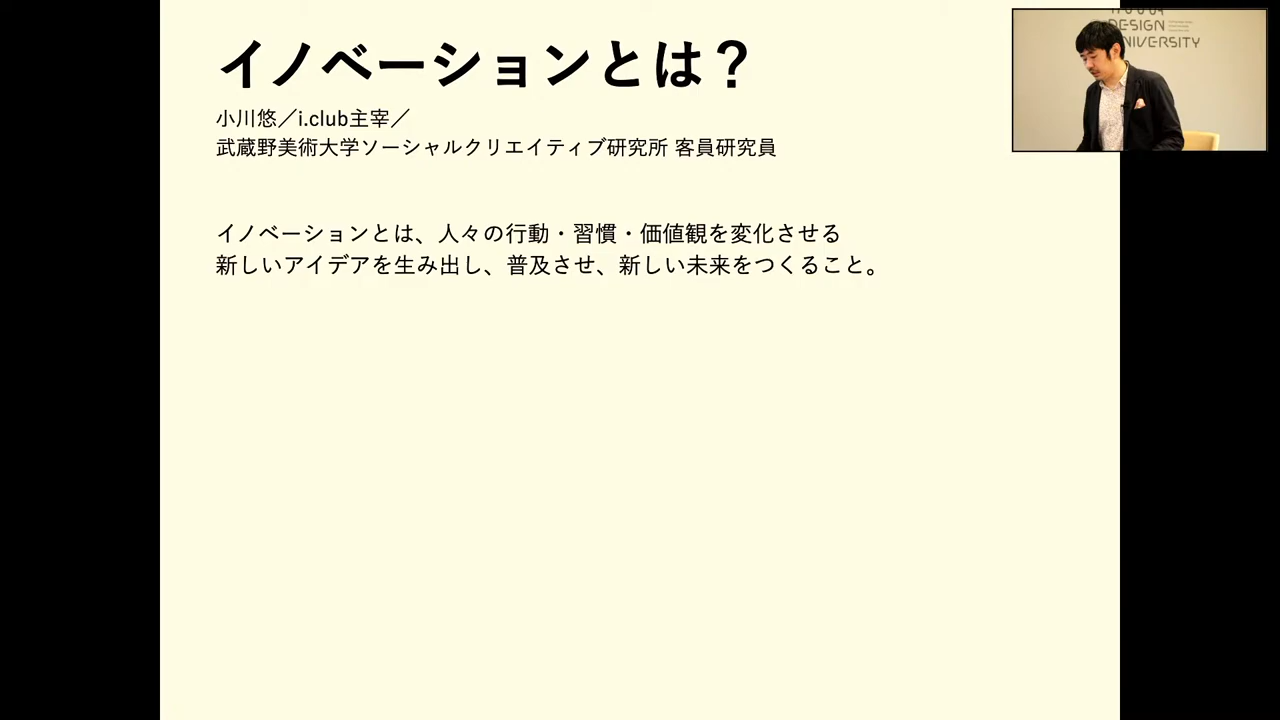 イノベーションとは？
小川悠／i.club主宰／
武蔵野美術大学ソーシャルクリエイティブ研究所 客員研究員
イノベーションとは、人々の行動・習慣・価値観を変化させる
新しいアイデアを生み出し、普及させ、新しい未来をつくること。
DESIGN
UNIVERSITY